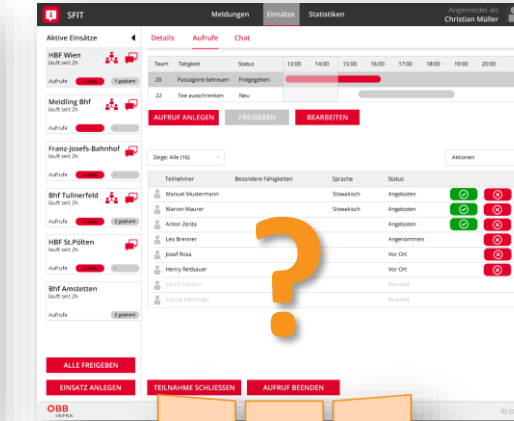 SFIT
Meldungen Einsätze Statistiken
Angemeldet als
Christian Müller
Aktive Einsätze
Details Aufrufe Chat
HBF Wien
läuft seit 2h
Aufrufe 1 geplant
Meidling Bhf
läuft seit 2h
Aufrufe
Franz-Josefs-Bahnhof
läuft seit 2h
Aufrufe
Bhf Tullnerfeld
läuft seit 2h
Aufrufe 2 geplant
HBF St.Pölten
läuft seit 2h
Aufrufe
Bhf Amstetten
läuft seit 2h
Aufrufe 2 geplant
ALLE FREIGEBEN
EINSATZ ANLEGEN
Team Tätigkeit Status 13:00 14:00 15:00 16:00 17:00 18:00 19:00 20:00
20 Passagiere betreuen Freigegeben
22 Tee ausschenken Neu
AUFRUF ANLEGEN FREIGEBEN BEARBEITEN
Zeige: Alle (16) Aktionen
Teilnehmer Besondere Fähigkeiten Sprache Status
Manuel Mustermann Slowakisch Angeboten
Marion Maurer Slowakisch Angeboten
Anton Zenta Angeboten
Leo Brenner Angenommen
Josef Rosa Vor Ort
Henry Reitbauer Vor Ort
Ulrich Trenker Beendet
Sabine Metzinger Beendet
?
TEILNAHME SCHLIESSEN AUFRUF BEENDEN
ÖBB
INFRA